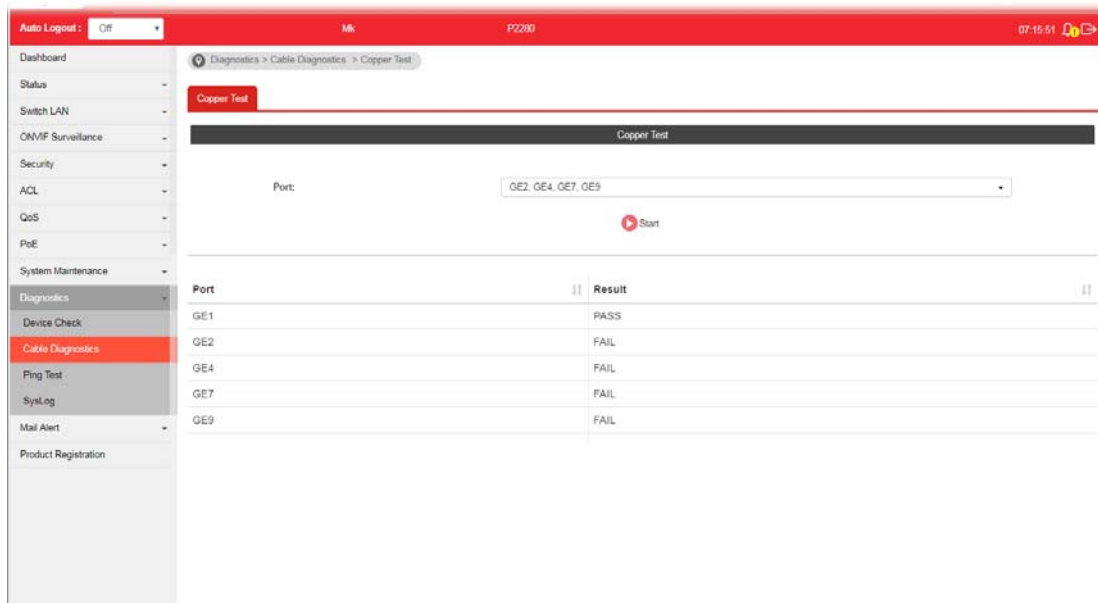 Auto Logout : Off Mk P2280 07:15:51
Dashboard
Diagnostics > Cable Diagnostics > Copper Test
Status
Switch LAN
ONVIF Surveillance
Security
ACL
QoS
PoE
System Maintenance
Diagnostics
Device Check
Cable Diagnostics
Ping Test
SysLog
Mail Alert
Product Registration
Copper Test
Copper Test
Port: GE2, GE4, GE7, GE9
Start
Port Result
GE1 PASS
GE2 FAIL
GE4 FAIL
GE7 FAIL
GE9 FAIL